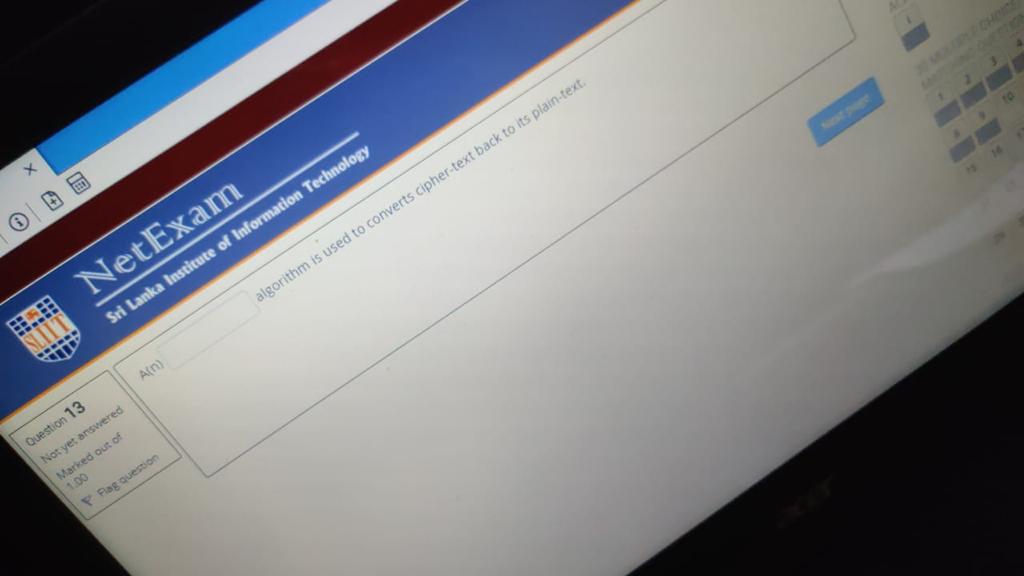 NetExam
Sri Lanka Institute of Information Technology
SLIIT
Question 13
Not yet answered
Marked out of
1.00
Flag question
A(n) algorithm is used to converts cipher-text back to its plain-text.
Next page
1 2 3 4
8 9 10
15 16
acer